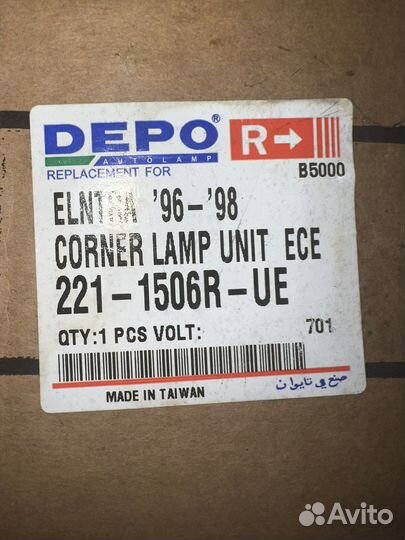 DEPO®
AUTOLAMP
R→
REPLACEMENT FOR
B5000
ELNTRA '96-'98
CORNER LAMP UNIT ECE
221-1506R-UE
QTY:1 PCS VOLT:
701
MADE IN TAIWAN
صنع في تايوان
Avito